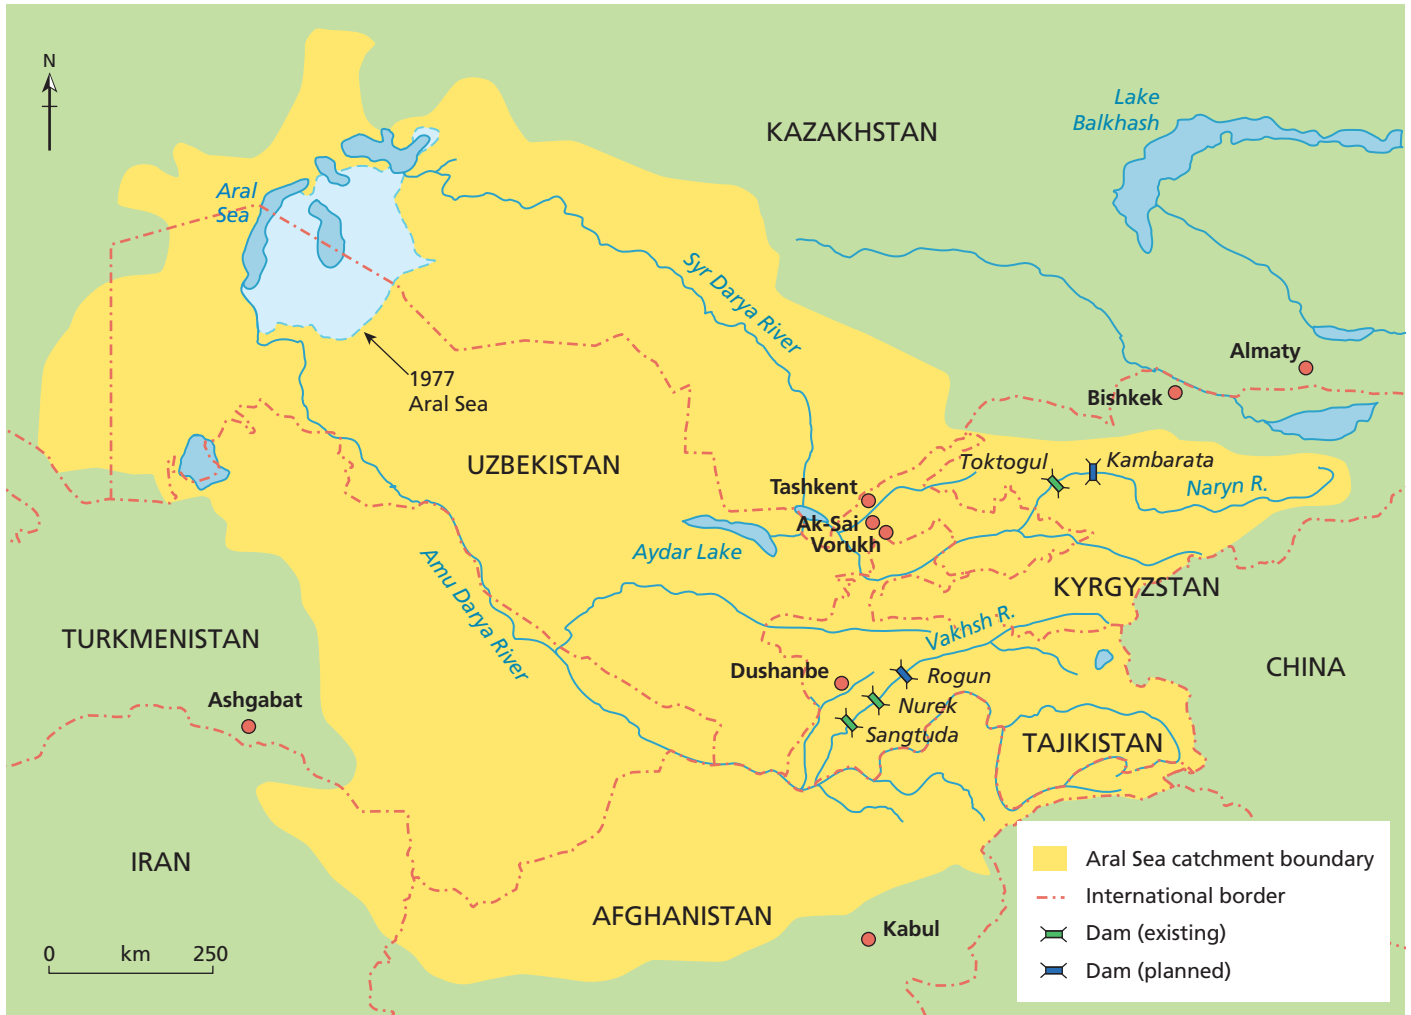 N
KAZAKHSTAN
Lake
Balkhash
Aral
Sea
Syr Darya River
1977
Aral Sea
Almaty
Bishkek
UZBEKISTAN
Toktogul
Kambarata
Naryn R.
Tashkent
Ak-Sai
Vorukh
Aydar Lake
Amu Darya River
KYRGYZSTAN
Vakhsh R.
TURKMENISTAN
CHINA
Dushanbe
Rogun
Ashgabat
Nurek
Sangtuda
TAJIKISTAN
IRAN
AFGHANISTAN
Kabul
0 km 250
Aral Sea catchment boundary
International border
Dam (existing)
Dam (planned)